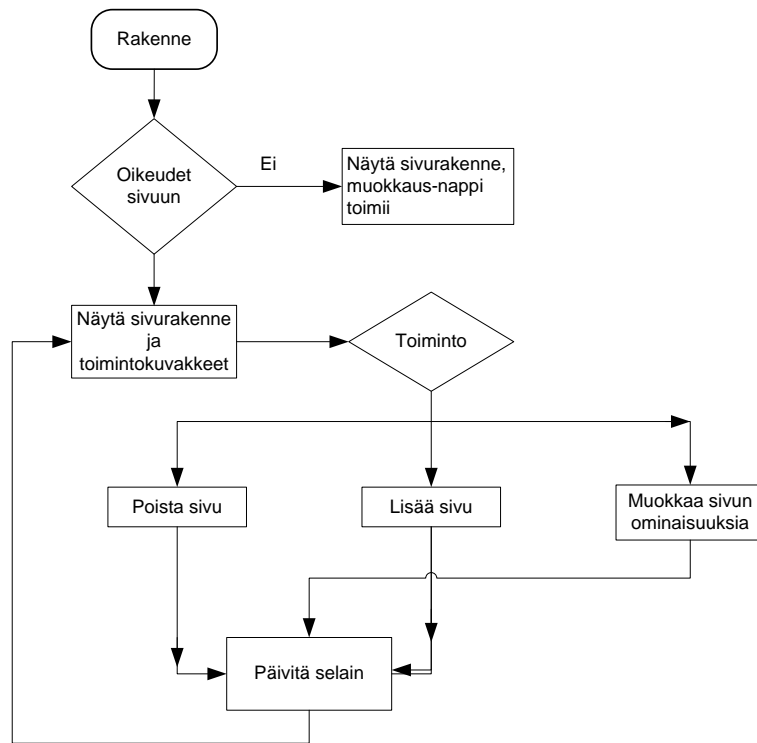 Rakenne
Oikeudet
sivuun
Ei
Näytä sivurakenne,
muokkaus-nappi
toimii
Näytä sivurakenne
ja
toimintokuvakkeet
Toiminto
Poista sivu
Lisää sivu
Muokkaa sivun
ominaisuuksia
Päivitä selain